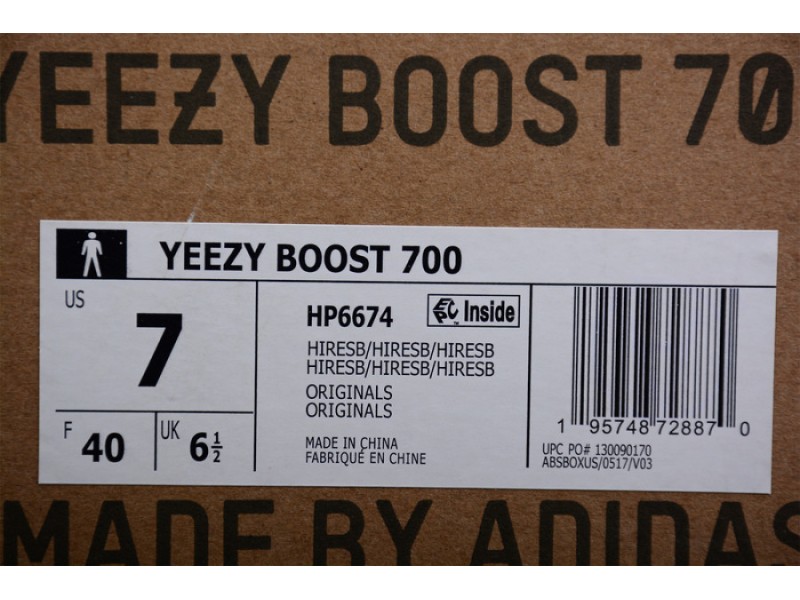 YEEZY BOOST 70
YEEZY BOOST 700
US
7
F
40
UK
6½
HP6674
EPC Inside
HIRESB/HIRESB/HIRESB
HIRESB/HIRESB/HIRESB
ORIGINALS
ORIGINALS
MADE IN CHINA
FABRIQUÉ EN CHINE
1 95748 72887 0
UPC PO# 130090170
ABSBOXUS/0517/V03
MADE BY ADIDAS